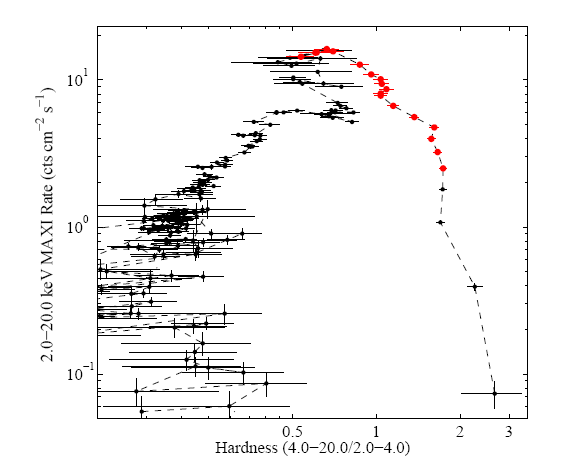 10¹
10⁰
10⁻¹
2.0−20.0 keV MAXI Rate (cts cm⁻² s⁻¹)
0.5 1 2 3
Hardness (4.0−20.0/2.0−4.0)